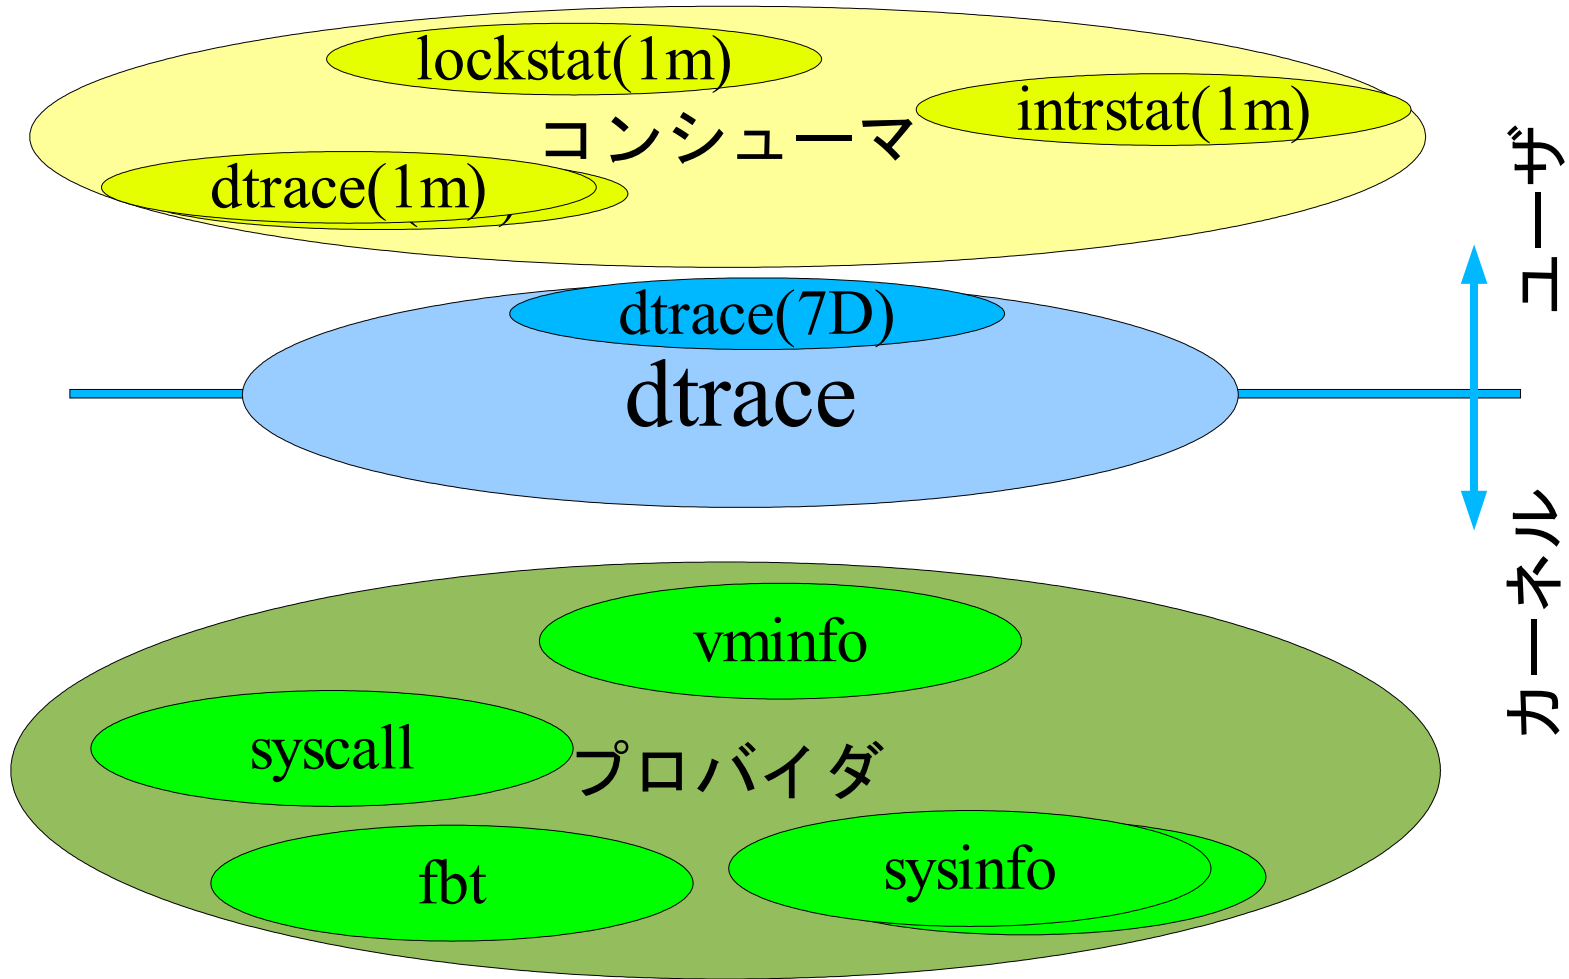 lockstat(1m)
intrstat(1m)
コンシューマ
dtrace(1m)
ユーザ
dtrace(7D)
dtrace
カーネル
vminfo
syscall
プロバイダ
fbt
sysinfo